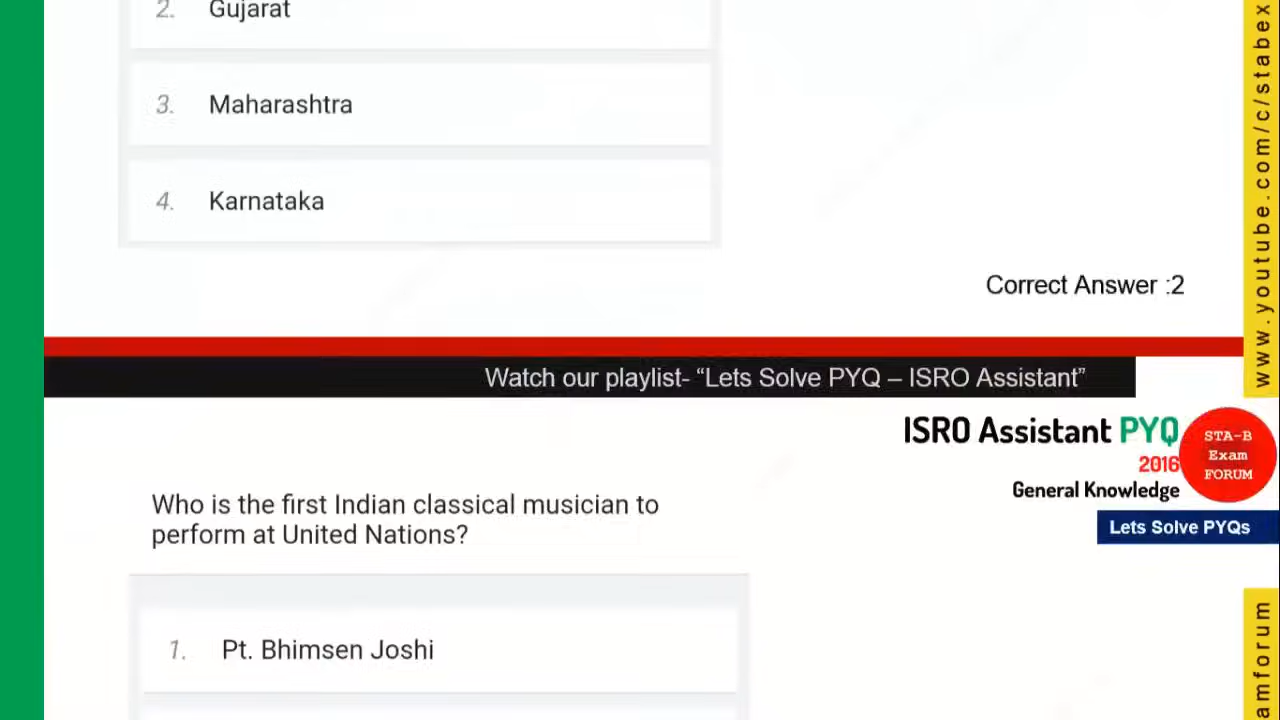 2. Gujarat
3. Maharashtra
4. Karnataka
Correct Answer :2
www.youtube.com/c/stabex
Watch our playlist- “Lets Solve PYQ – ISRO Assistant”
ISRO Assistant PYQ
2016
General Knowledge
STA-B
Exam
FORUM
Lets Solve PYQs
Who is the first Indian classical musician to
perform at United Nations?
1. Pt. Bhimsen Joshi
amforum